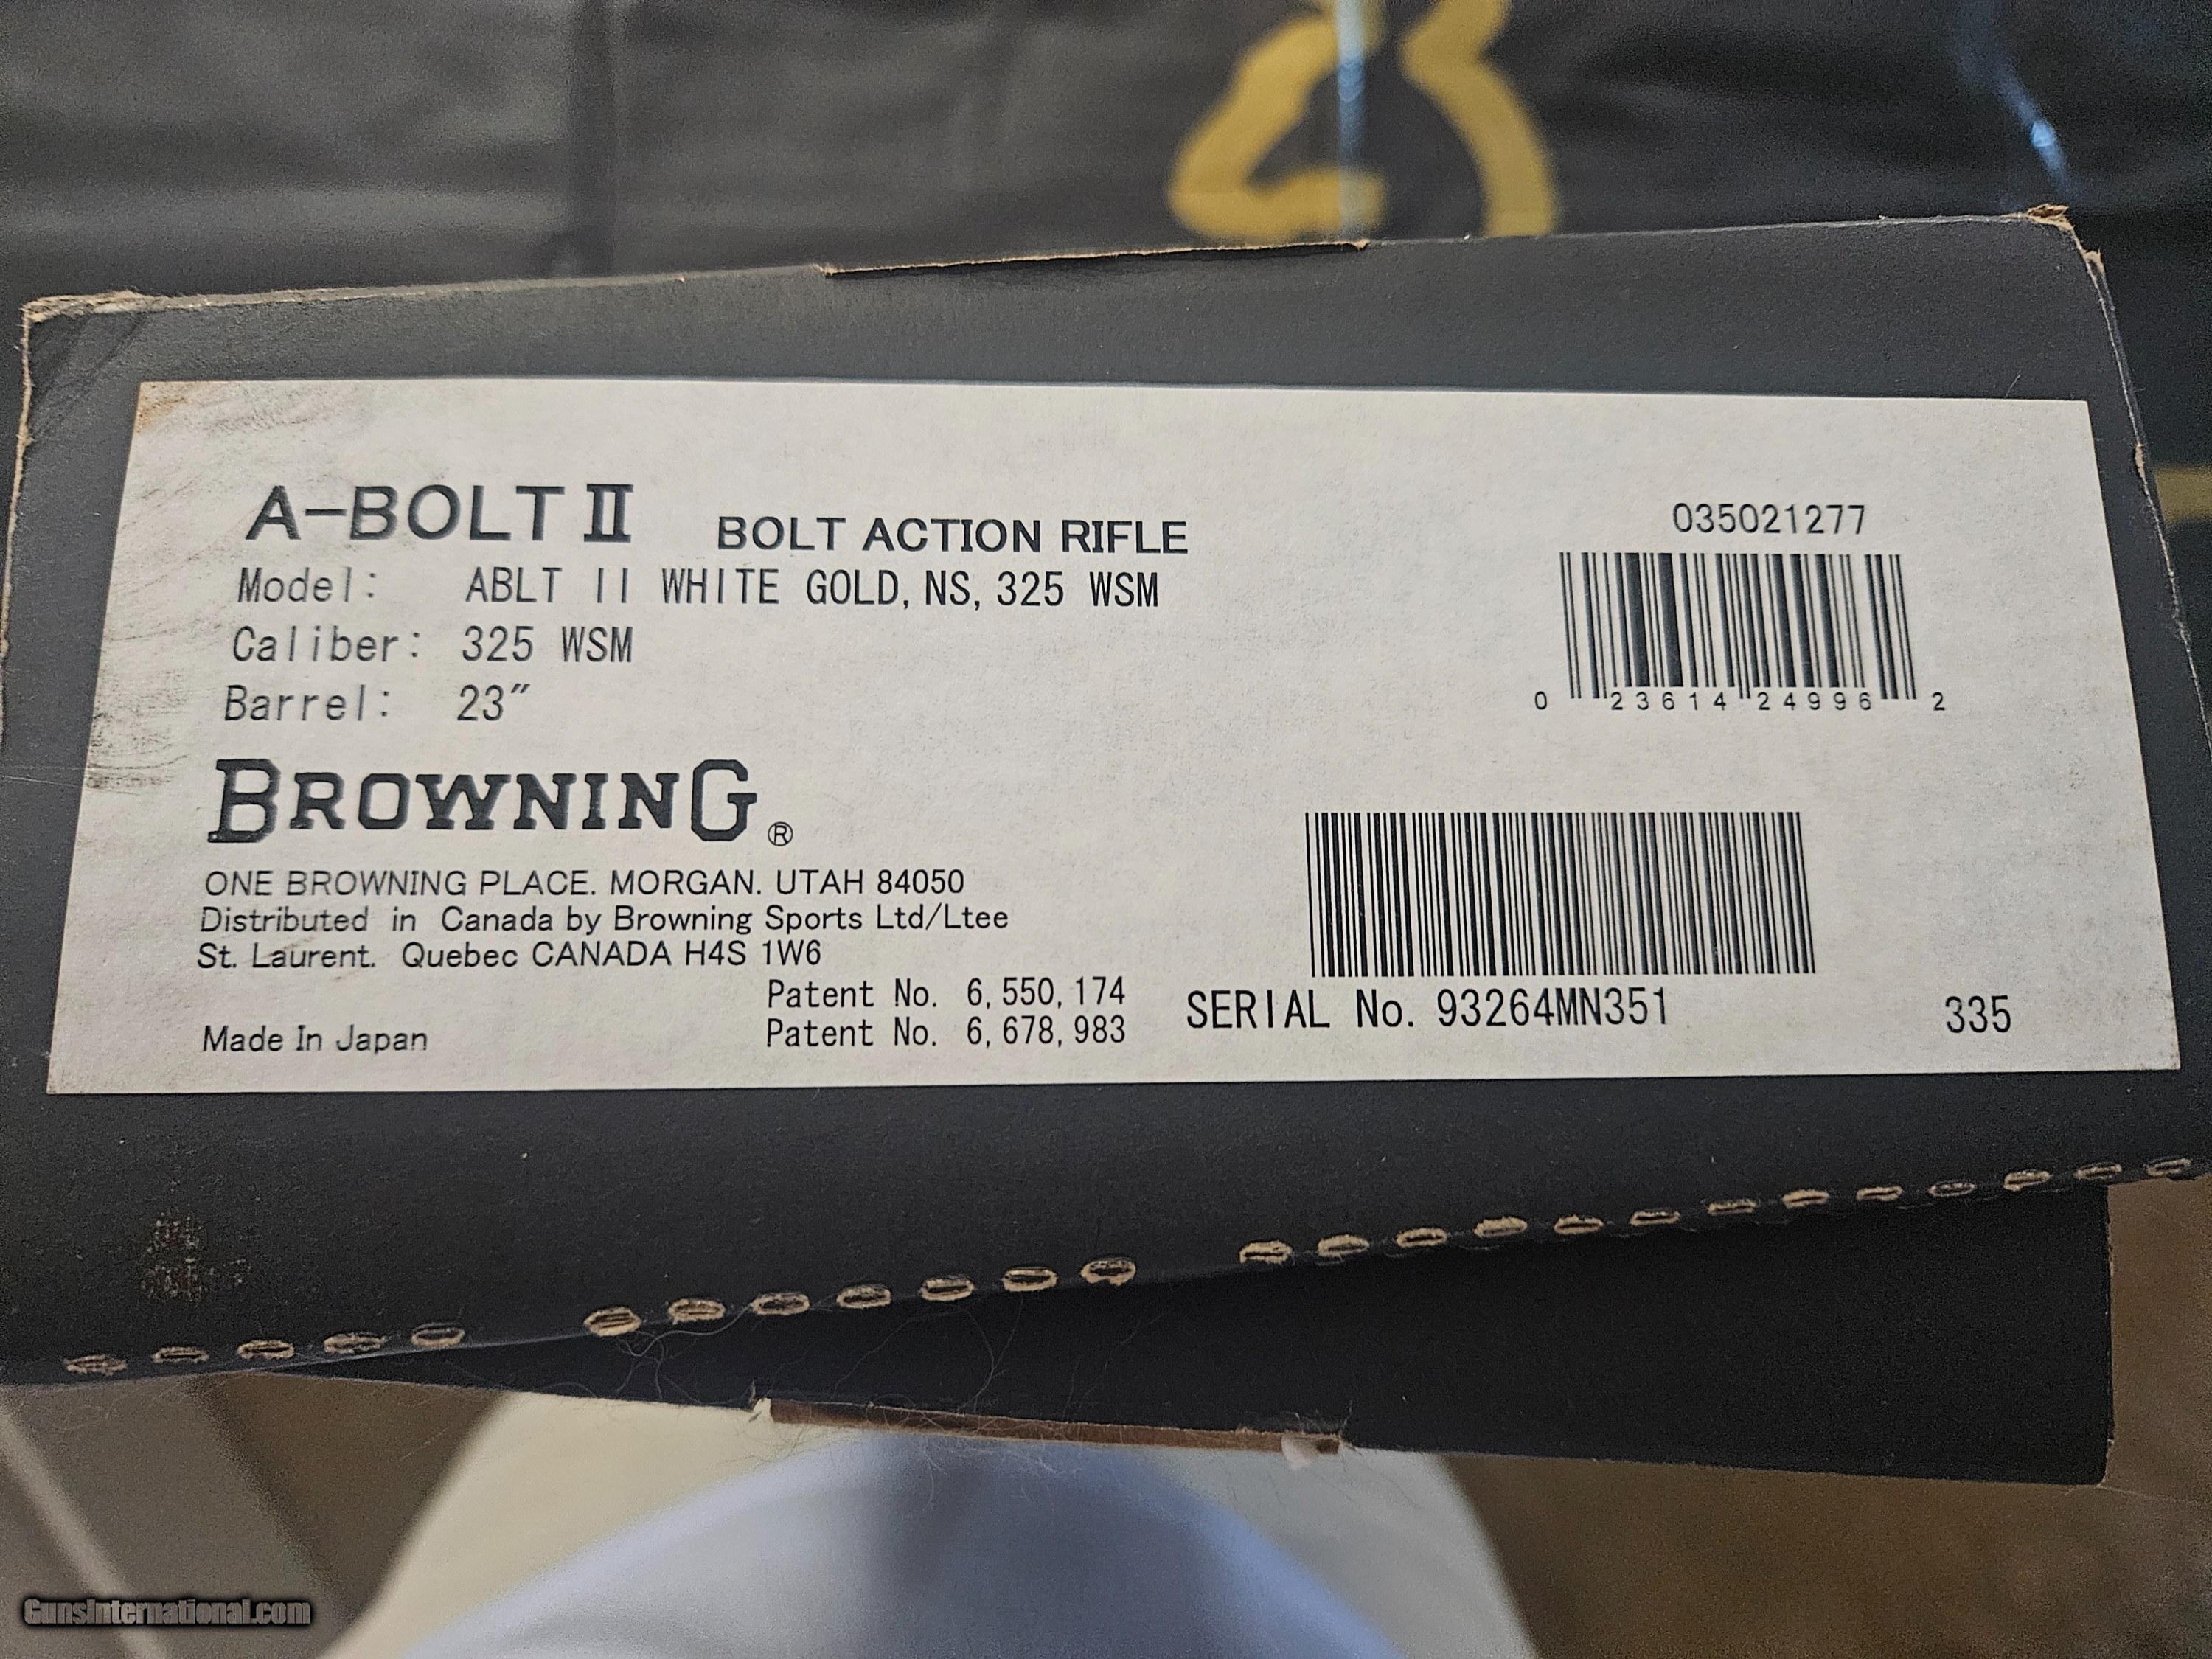 A-BOLT II BOLT ACTION RIFLE
Model: ABLT II WHITE GOLD, NS, 325 WSM
Caliber: 325 WSM
Barrel: 23″
BROWNING®
ONE BROWNING PLACE. MORGAN. UTAH 84050
Distributed in Canada by Browning Sports Ltd/Ltee
St. Laurent. Quebec CANADA H4S 1W6
Patent No. 6,550,174
Patent No. 6,678,983
Made In Japan
035021277
0 23614 24996 2
SERIAL No. 93264MN351
335
GunsInternational.com